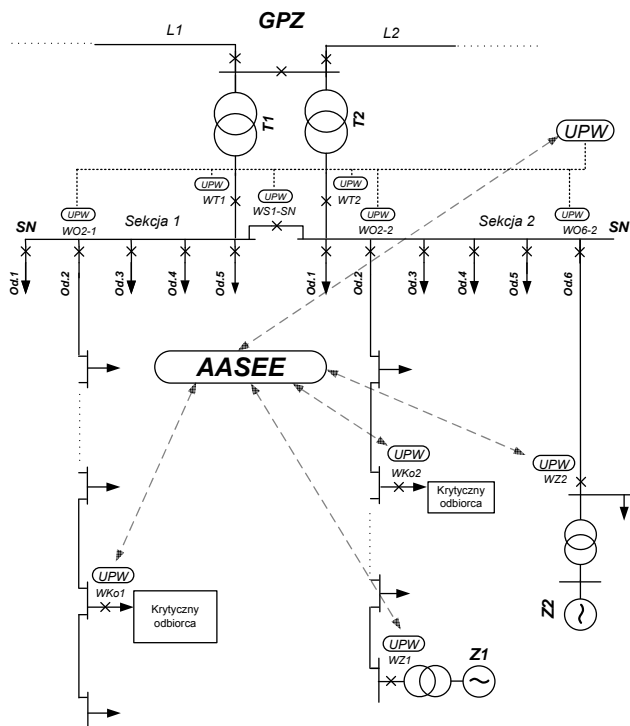 GPZ
L1
L2
T1
T2
UPW
UPW
WT1
UPW
WS1-SN
UPW
WT2
UPW
WO2-1
UPW
WO2-2
UPW
WO6-2
SN
Sekcja 1
Sekcja 2
SN
Od.1
Od.2
Od.3
Od.4
Od.5
Od.1
Od.2
Od.3
Od.4
Od.5
Od.6
AASEE
UPW
WKo2
Krytyczny
odbiorca
UPW
WZ2
UPW
WKo1
Krytyczny
odbiorca
Z2
UPW
WZ1
Z1